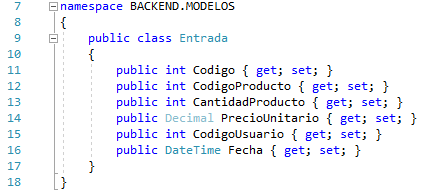 7 namespace BACKEND.MODELOS
8 {
9 public class Entrada
10 {
11 public int Codigo { get; set; }
12 public int CodigoProducto { get; set; }
13 public int CantidadProducto { get; set; }
14 public Decimal PrecioUnitario { get; set; }
15 public int CodigoUsuario { get; set; }
16 public DateTime Fecha { get; set; }
17 }
18 }